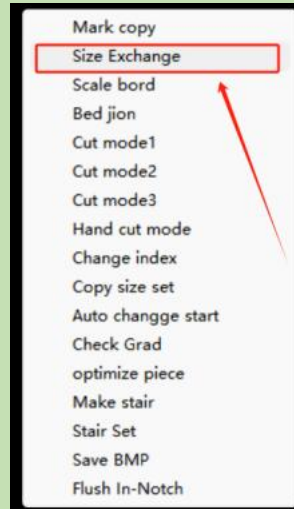 Mark copy
Size Exchange
Scale bord
Bed jion
Cut mode1
Cut mode2
Cut mode3
Hand cut mode
Change index
Copy size set
Auto changge start
Check Grad
optimize piece
Make stair
Stair Set
Save BMP
Flush In-Notch